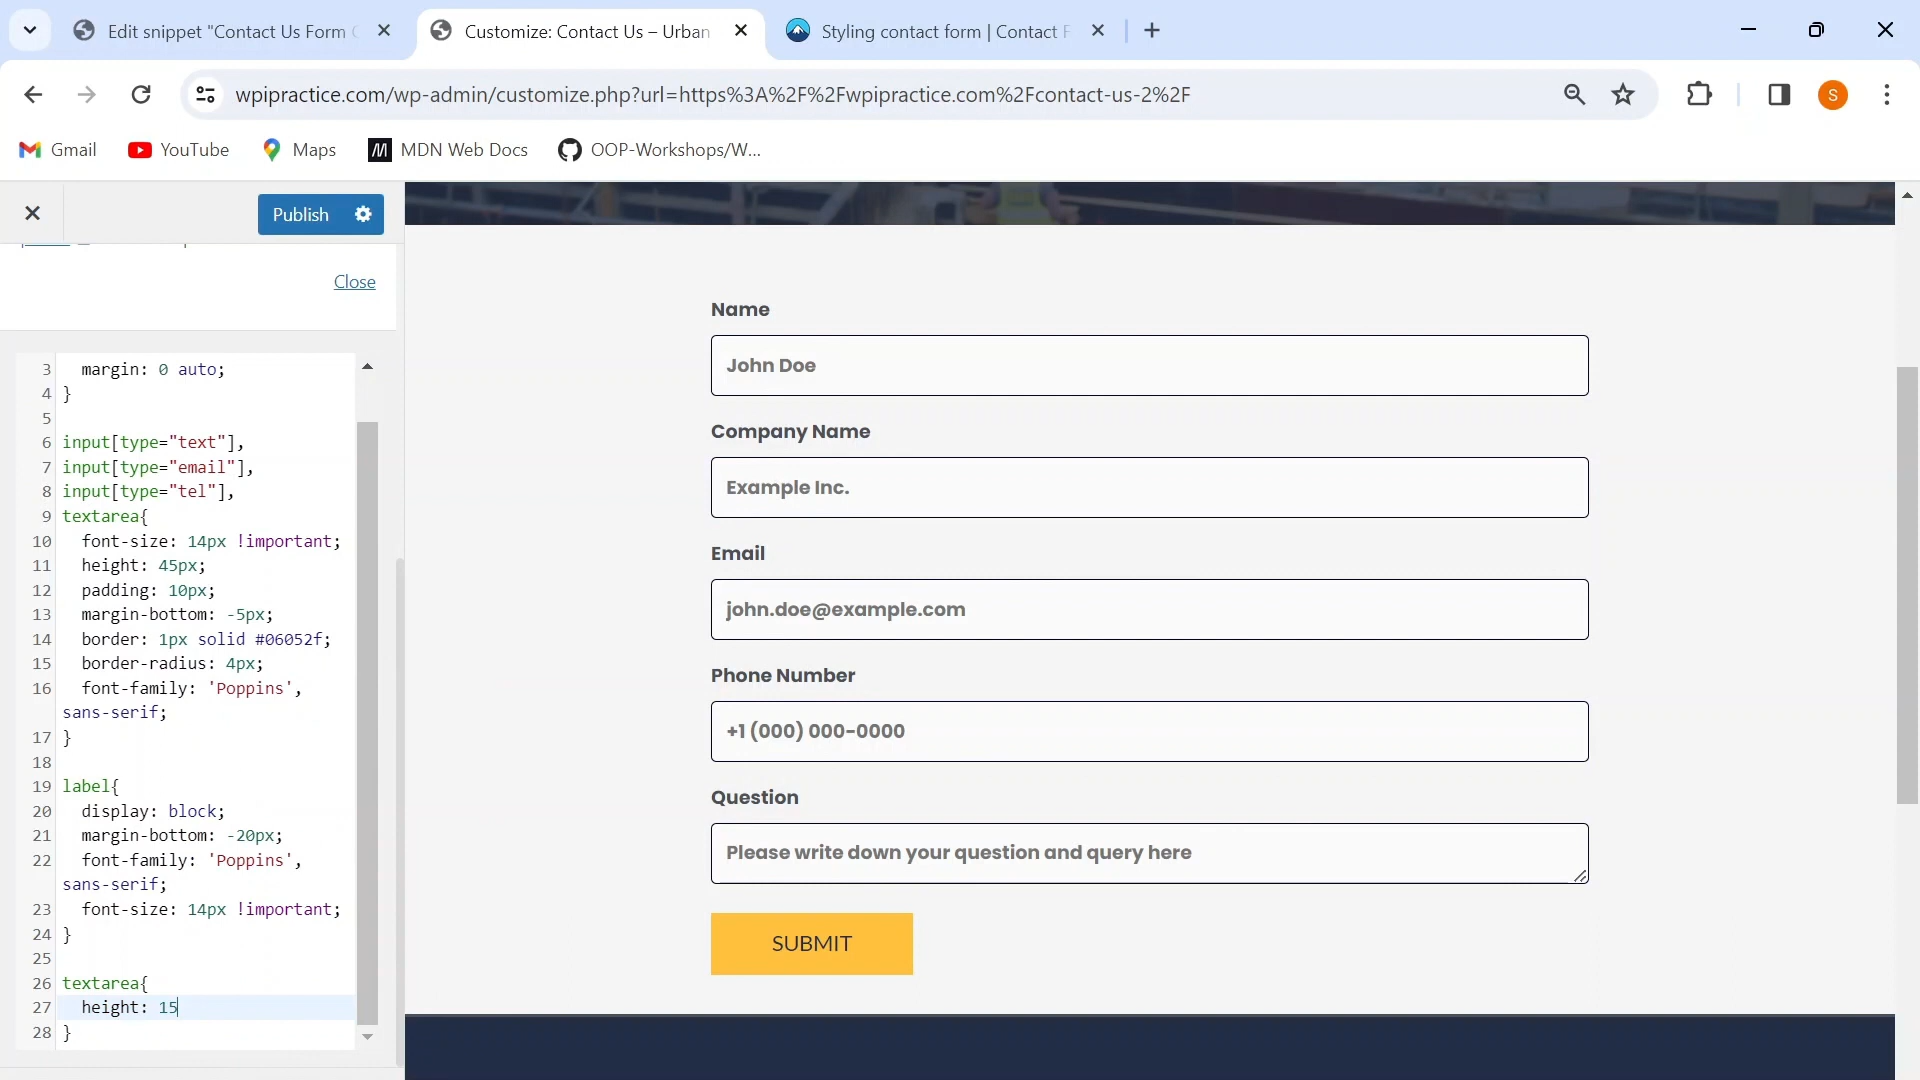 Edit snippet "Contact Us Form
Customize: Contact Us – Urban
Styling contact form | Contact F
wpipractice.com/wp-admin/customize.php?url=https%3A%2F%2Fwpipractice.com%2Fcontact-us-2%2F
S
Gmail
YouTube
Maps
MDN Web Docs
OOP-Workshops/W...
Publish
Close
3 margin: 0 auto;
4 }
5
6 input[type="text"],
7 input[type="email"],
8 input[type="tel"],
9 textarea{
10 font-size: 14px !important;
11 height: 45px;
12 padding: 10px;
13 margin-bottom: -5px;
14 border: 1px solid #06052f;
15 border-radius: 4px;
16 font-family: 'Poppins',
sans-serif;
17 }
18
19 label{
20 display: block;
21 margin-bottom: -20px;
22 font-family: 'Poppins',
sans-serif;
23 font-size: 14px !important;
24 }
25
26 textarea{
27 height: 15
28 }
Name
John Doe
Company Name
Example Inc.
Email
john.doe@example.com
Phone Number
+1 (000) 000-0000
Question
Please write down your question and query here
SUBMIT